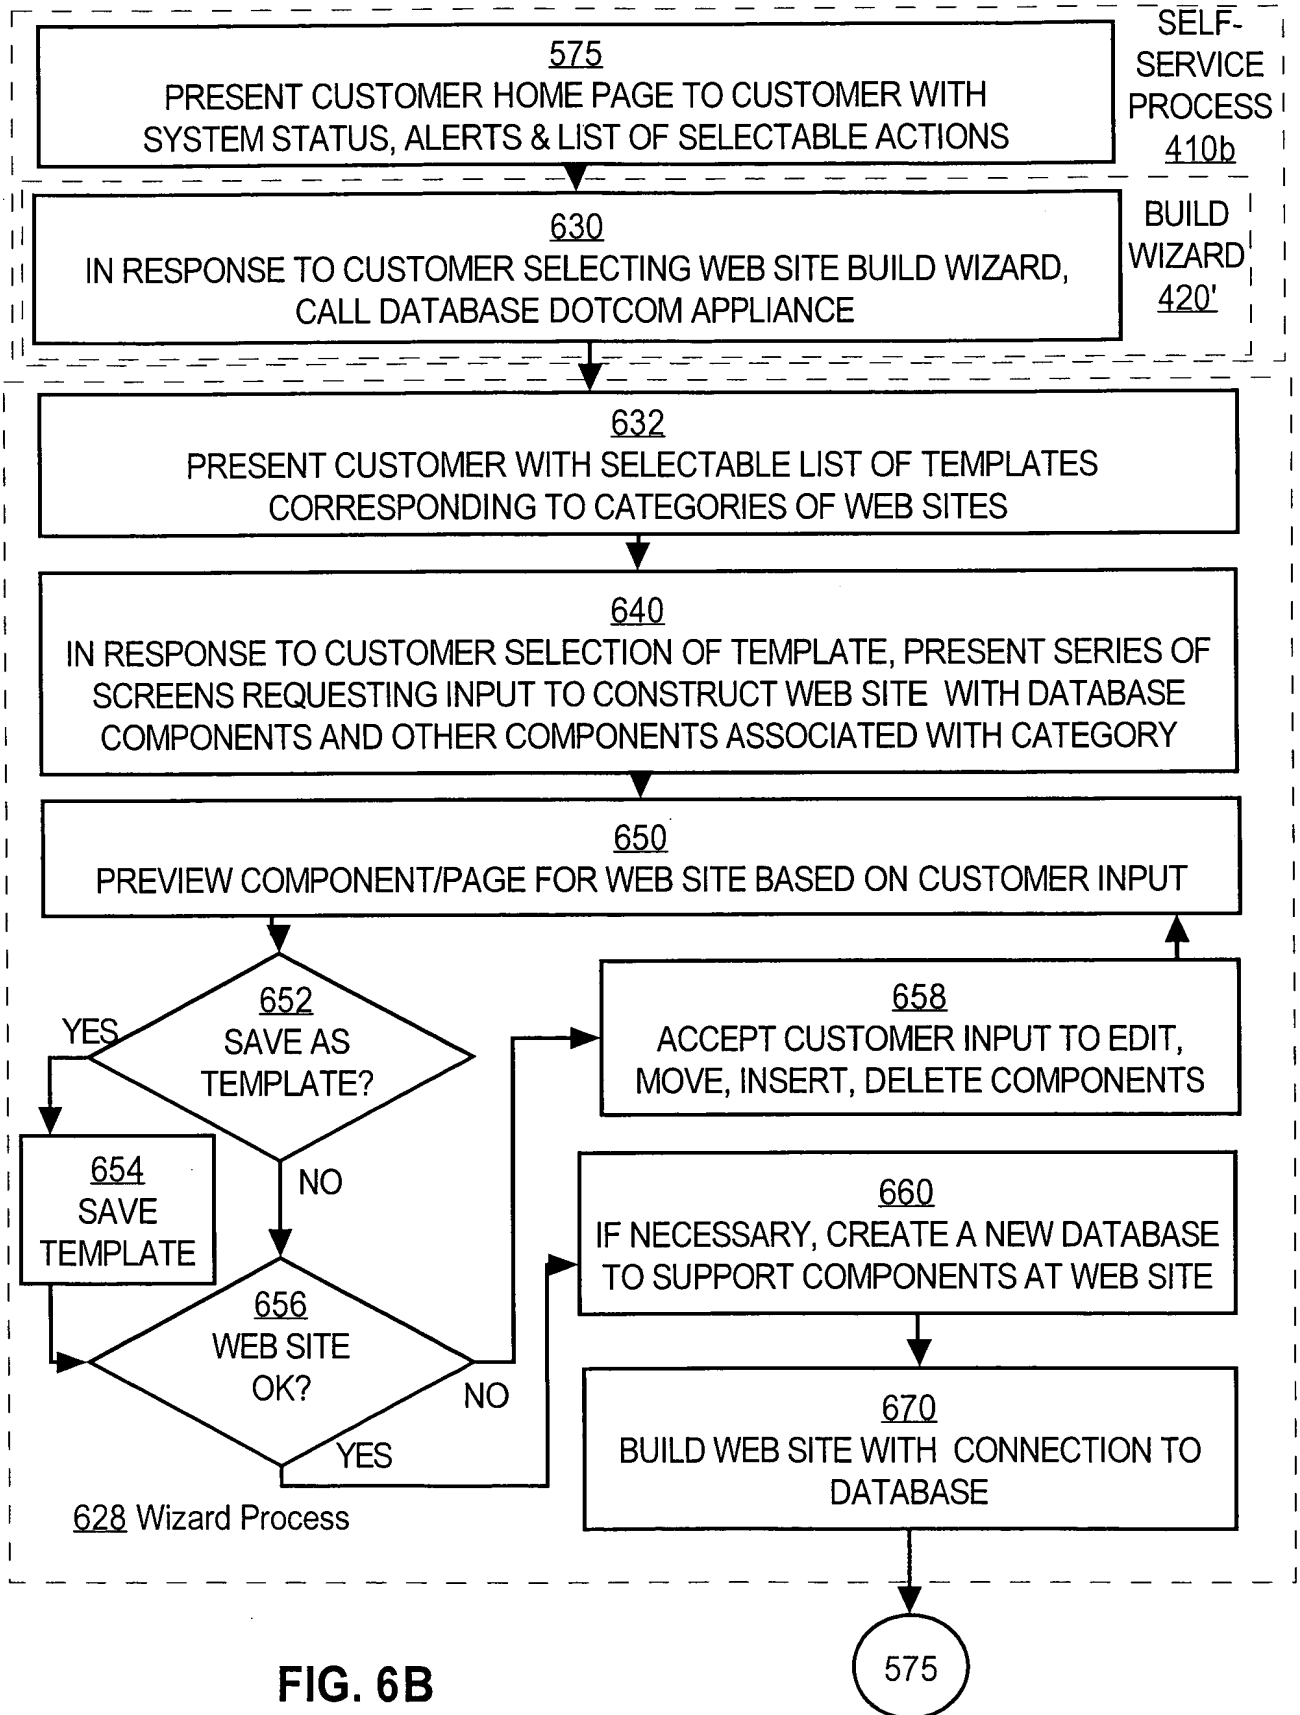 SELF-
SERVICE
PROCESS
410b
575
PRESENT CUSTOMER HOME PAGE TO CUSTOMER WITH
SYSTEM STATUS, ALERTS & LIST OF SELECTABLE ACTIONS
BUILD
WIZARD
420'
630
IN RESPONSE TO CUSTOMER SELECTING WEB SITE BUILD WIZARD,
CALL DATABASE DOTCOM APPLIANCE
632
PRESENT CUSTOMER WITH SELECTABLE LIST OF TEMPLATES
CORRESPONDING TO CATEGORIES OF WEB SITES
640
IN RESPONSE TO CUSTOMER SELECTION OF TEMPLATE, PRESENT SERIES OF
SCREENS REQUESTING INPUT TO CONSTRUCT WEB SITE WITH DATABASE
COMPONENTS AND OTHER COMPONENTS ASSOCIATED WITH CATEGORY
650
PREVIEW COMPONENT/PAGE FOR WEB SITE BASED ON CUSTOMER INPUT
652
SAVE AS
TEMPLATE?
YES
NO
654
SAVE
TEMPLATE
656
WEB SITE
OK?
NO
YES
658
ACCEPT CUSTOMER INPUT TO EDIT,
MOVE, INSERT, DELETE COMPONENTS
660
IF NECESSARY, CREATE A NEW DATABASE
TO SUPPORT COMPONENTS AT WEB SITE
670
BUILD WEB SITE WITH CONNECTION TO
DATABASE
628 Wizard Process
575
FIG. 6B